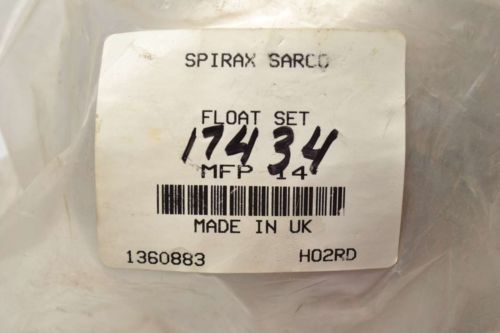 SPIRAX SARCO
FLOAT SET
17434
MFP 14
MADE IN UK
1360883 H02RD